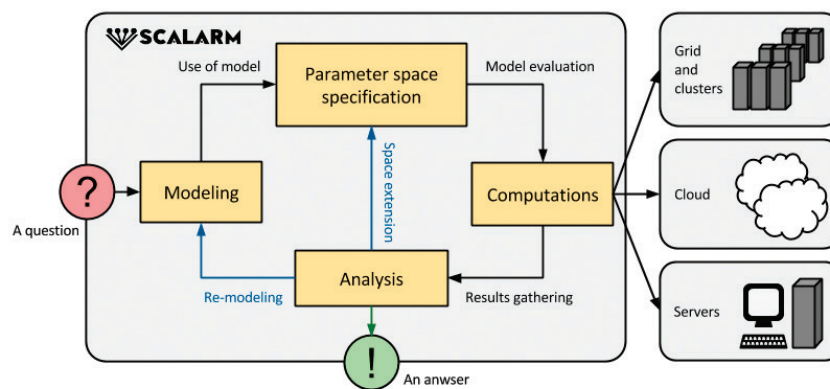 SCALARM
Use of model
Parameter space
specification
Model evaluation
Grid
and
clusters
?
A question
Modeling
Space extension
Computations
Cloud
Re-modeling
Analysis
Results gathering
Servers
!
An anwser